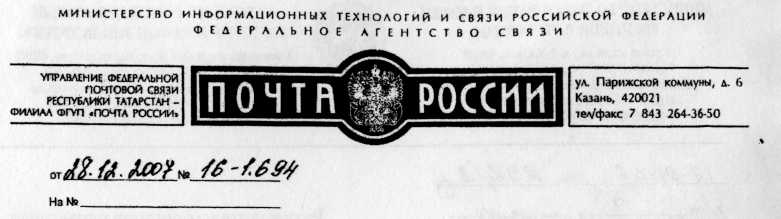 МИНИСТЕРСТВО ИНФОРМАЦИОННЫХ ТЕХНОЛОГИЙ И СВЯЗИ РОССИЙСКОЙ ФЕДЕРАЦИИ
ФЕДЕРАЛЬНОЕ АГЕНТСТВО СВЯЗИ
УПРАВЛЕНИЕ ФЕДЕРАЛЬНОЙ
ПОЧТОВОЙ СВЯЗИ
РЕСПУБЛИКИ ТАТАРСТАН –
ФИЛИАЛ ФГУП «ПОЧТА РОССИИ»
ПОЧТА РОССИИ
ул. Парижской коммуны, д. 6
Казань, 420021
тел/факс 7 843 264-36-50
от 28.12.2007 № 16-1.694
На №